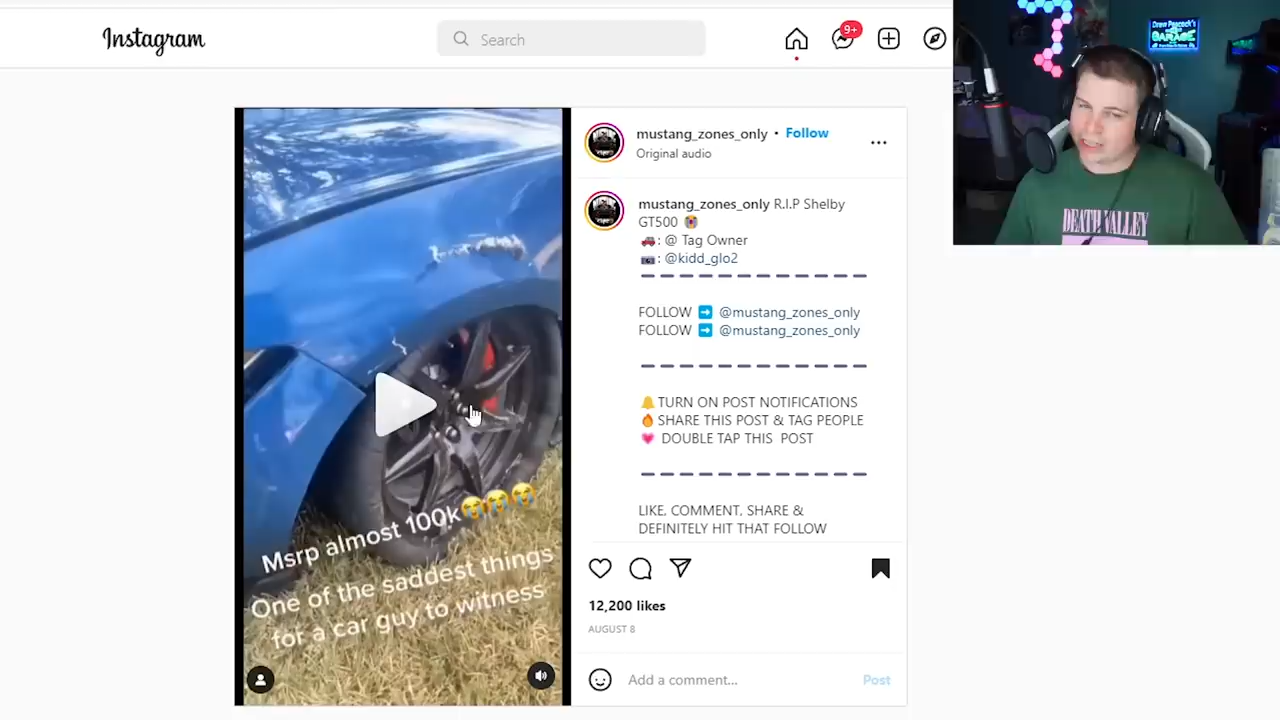 Instagram
Search
9+
Drew Peacock's
GARAGE
DEATH VALLEY
mustang_zones_only • Follow
Original audio
mustang_zones_only R.I.P Shelby
GT500 😭
🚗: @ Tag Owner
📷: @kidd_glo2
— — — — — — — — — — — — —
FOLLOW ➡️ @mustang_zones_only
FOLLOW ➡️ @mustang_zones_only
— — — — — — — — — — — — —
🔔TURN ON POST NOTIFICATIONS
🔥 SHARE THIS POST & TAG PEOPLE
💗 DOUBLE TAP THIS POST
— — — — — — — — — — — — —
LIKE, COMMENT, SHARE &
DEFINITELY HIT THAT FOLLOW
12,200 likes
AUGUST 8
Add a comment...
Post
Msrp almost 100k😭😭😭
One of the saddest things
for a car guy to witness